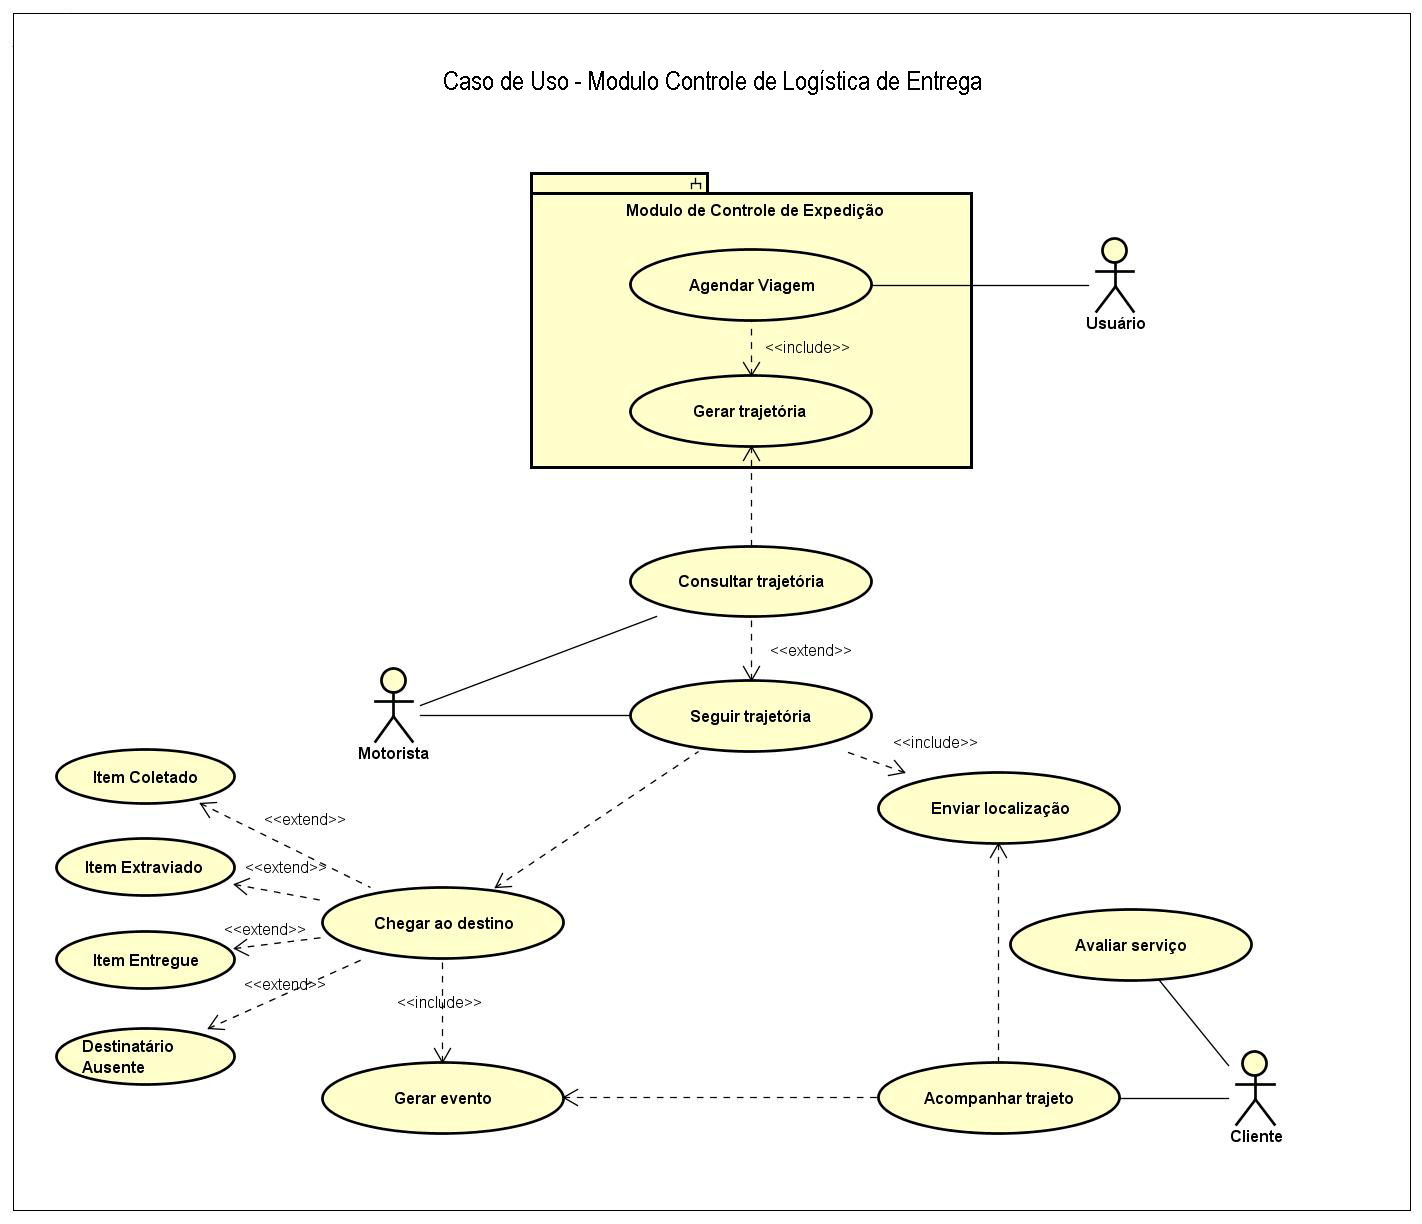 Caso de Uso - Modulo Controle de Logística de Entrega
Modulo de Controle de Expedição
Agendar Viagem
Usuário
<<include>>
Gerar trajetória
Consultar trajetória
<<extend>>
Seguir trajetória
Motorista
<<include>>
Item Coletado
Enviar localização
<<extend>>
Item Extraviado
<<extend>>
Chegar ao destino
<<extend>>
Avaliar serviço
Item Entregue
<<extend>>
<<include>>
Destinatário
Ausente
Gerar evento
Acompanhar trajeto
Cliente